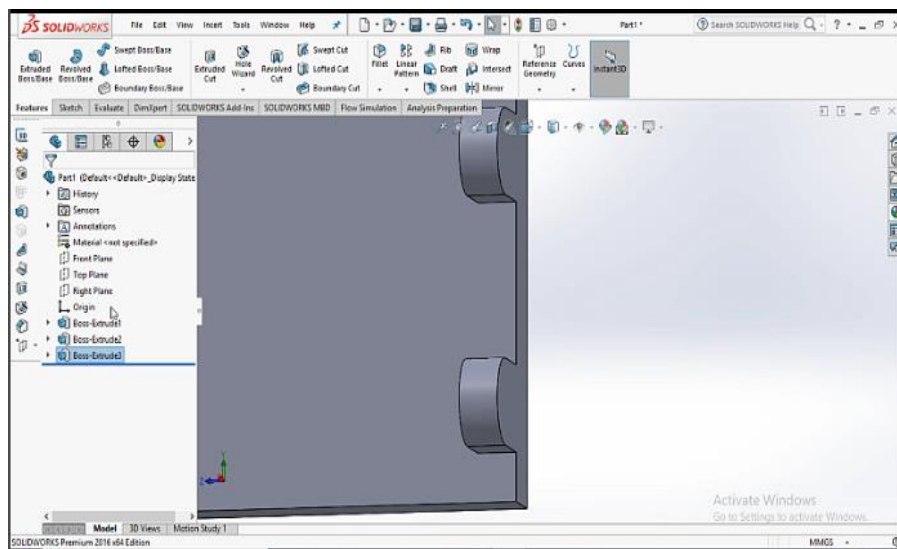 SOLIDWORKS File Edit View Insert Tools Window Help Part1 * Search SOLIDWORKS Help ?
Extruded Boss/Base
Revolved Boss/Base
Swept Boss/Base
Lofted Boss/Base
Boundary Boss/Base
Extruded Cut
Hole Wizard
Revolved Cut
Swept Cut
Lofted Cut
Boundary Cut
Fillet
Linear Pattern
Rib
Draft
Shell
Wrap
Intersect
Mirror
Reference Geometry
Curves
Instant3D
Features Sketch Evaluate DimXpert SOLIDWORKS Add-Ins SOLIDWORKS MBD Flow Simulation Analysis Preparation
Part1 (Default<<Default>_Display State
History
Sensors
Annotations
Material <not specified>
Front Plane
Top Plane
Right Plane
Origin
Boss-Extrude1
Boss-Extrude2
Boss-Extrude3
Activate Windows
Go to Settings to activate Windows.
Model 3D Views Motion Study 1
SOLIDWORKS Premium 2016 x64 Edition MMGS